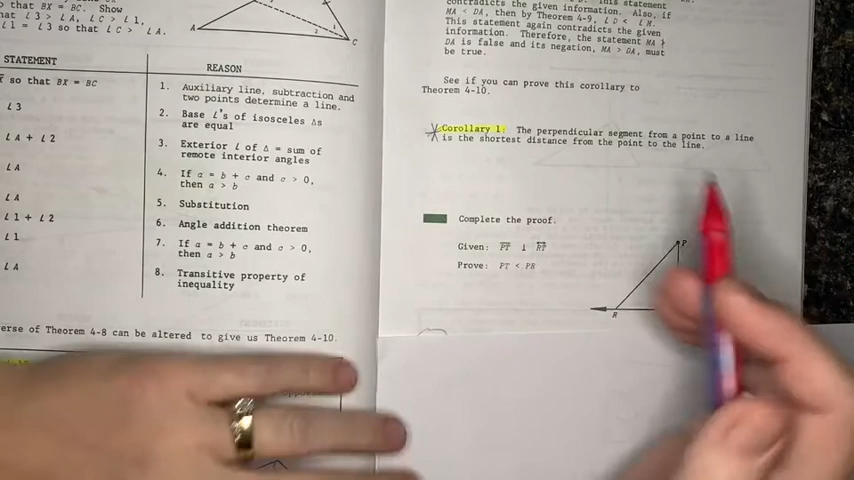 so that BX = BC. Show
that ∠3 > ∠A, ∠C > ∠1,
∠1 = ∠3 so that ∠C > ∠A.
A
2
C
STATEMENT
REASON
so that BX = BC
1. Auxiliary line, subtraction and
two points determine a line.
∠3
2. Base ∠'s of isosceles △s
are equal
∠A + ∠2
3. Exterior ∠ of △ = sum of
remote interior angles
∠A
4. If a = b + c and c > 0,
then a > b
∠A
5. Substitution
∠1 + ∠2
6. Angle addition theorem
∠1
7. If a = b + c and c > 0,
then a > b
∠A
8. Transitive property of
inequality
of Theorem 4-8 can be altered to give us Theorem 4-10.
This statement
contradicts the given information. Also, if
MA < DA, then by Theorem 4-9, ∠D < ∠M.
This statement again contradicts the given
information. Therefore, the statement MA ≯
DA is false and its negation, MA > DA, must
be true.
See if you can prove this corollary to
Theorem 4-10.
Corollary 1: The perpendicular segment from a point to a line
is the shortest distance from the point to the line.
Complete the proof.
Given: PT ⊥ RT
Prove: PT < PR
P
R